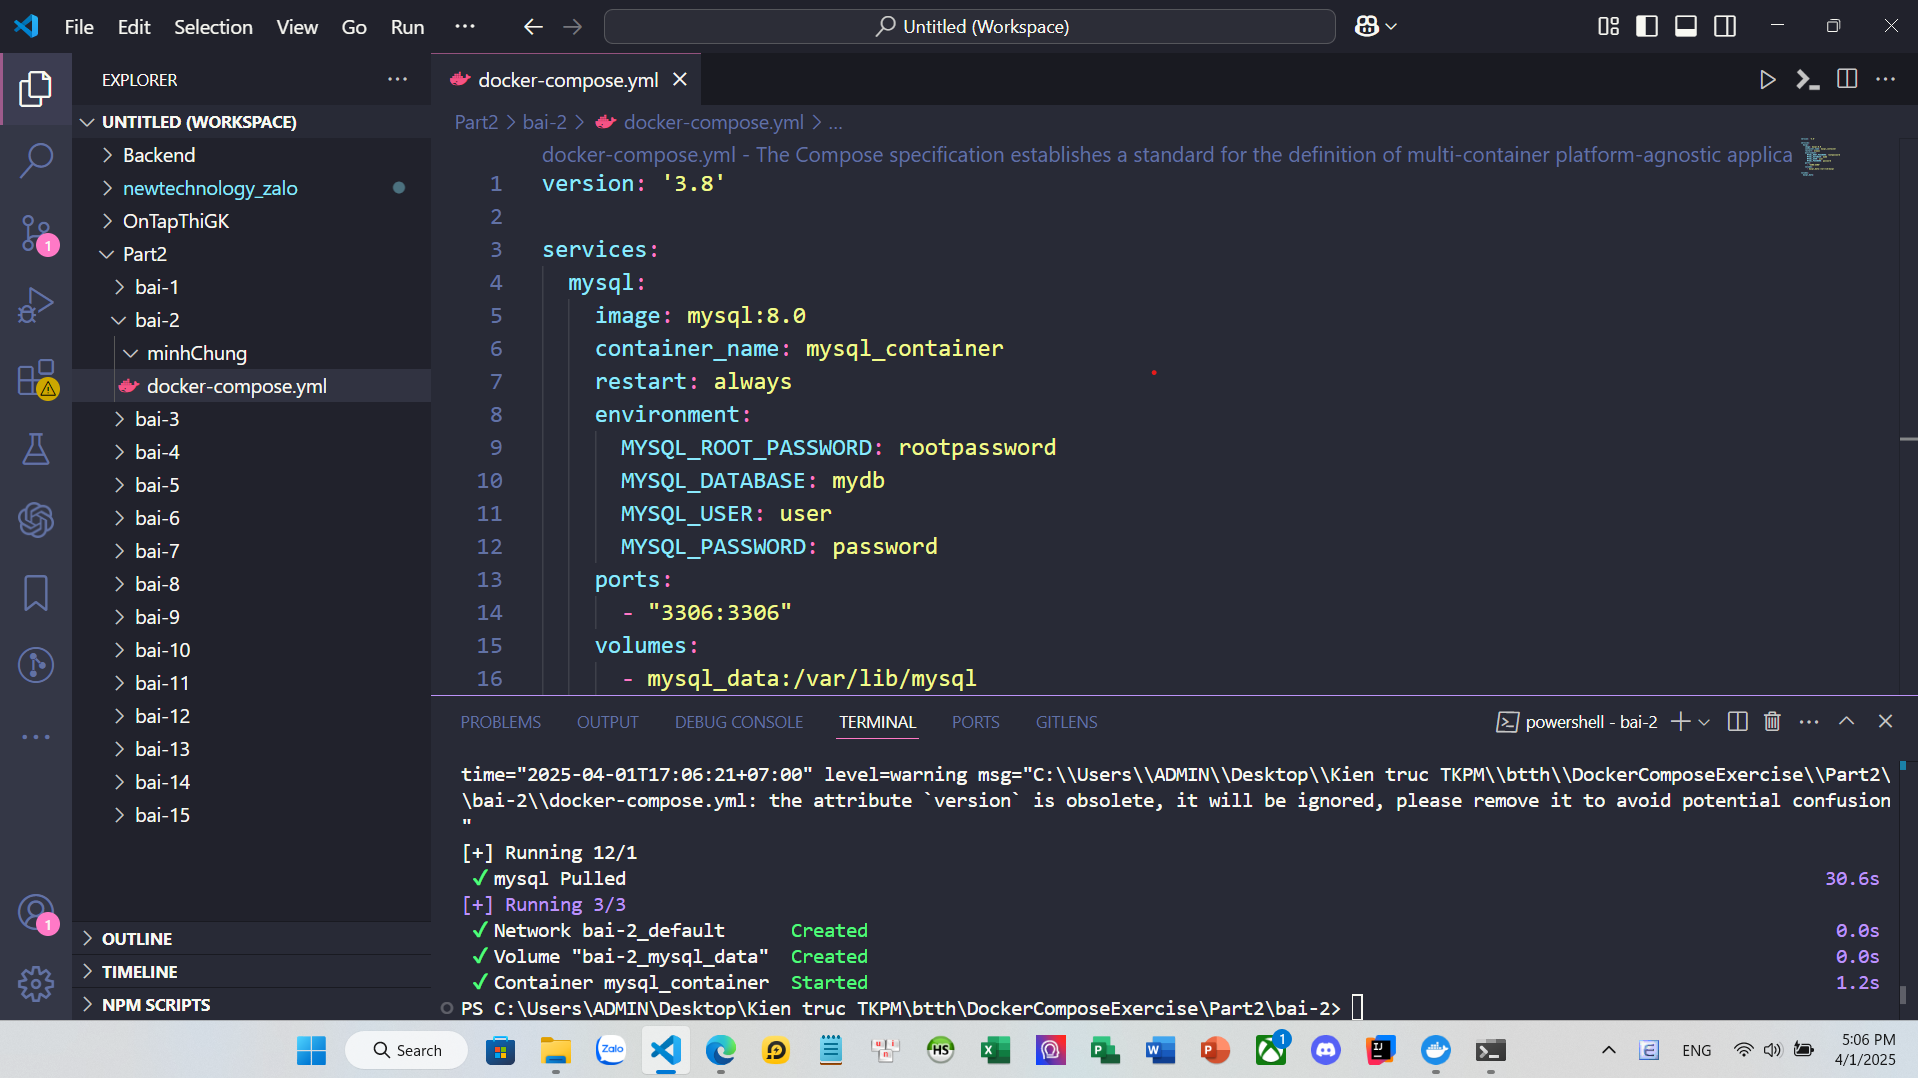 File Edit Selection View Go Run ··· Untitled (Workspace)
EXPLORER
UNTITLED (WORKSPACE)
Backend
newtechnology_zalo
OnTapThiGK
Part2
bai-1
bai-2
minhChung
docker-compose.yml
bai-3
bai-4
bai-5
bai-6
bai-7
bai-8
bai-9
bai-10
bai-11
bai-12
bai-13
bai-14
bai-15
OUTLINE
TIMELINE
NPM SCRIPTS
1
1
docker-compose.yml
Part2 > bai-2 > docker-compose.yml > ...
docker-compose.yml - The Compose specification establishes a standard for the definition of multi-container platform-agnostic applica
1 version: '3.8'
2
3 services:
4 mysql:
5 image: mysql:8.0
6 container_name: mysql_container
7 restart: always
8 environment:
9 MYSQL_ROOT_PASSWORD: rootpassword
10 MYSQL_DATABASE: mydb
11 MYSQL_USER: user
12 MYSQL_PASSWORD: password
13 ports:
14 - "3306:3306"
15 volumes:
16 - mysql_data:/var/lib/mysql
PROBLEMS OUTPUT DEBUG CONSOLE TERMINAL PORTS GITLENS powershell - bai-2
time="2025-04-01T17:06:21+07:00" level=warning msg="C:\\Users\\ADMIN\\Desktop\\Kien truc TKPM\\btth\\DockerComposeExercise\\Part2\
\bai-2\\docker-compose.yml: the attribute `version` is obsolete, it will be ignored, please remove it to avoid potential confusion
"
[+] Running 12/1
✓ mysql Pulled 30.6s
[+] Running 3/3
✓ Network bai-2_default Created 0.0s
✓ Volume "bai-2_mysql_data" Created 0.0s
✓ Container mysql_container Started 1.2s
PS C:\Users\ADMIN\Desktop\Kien truc TKPM\btth\DockerComposeExercise\Part2\bai-2>
Search Zalo HS 1 ENG 5:06 PM
4/1/2025